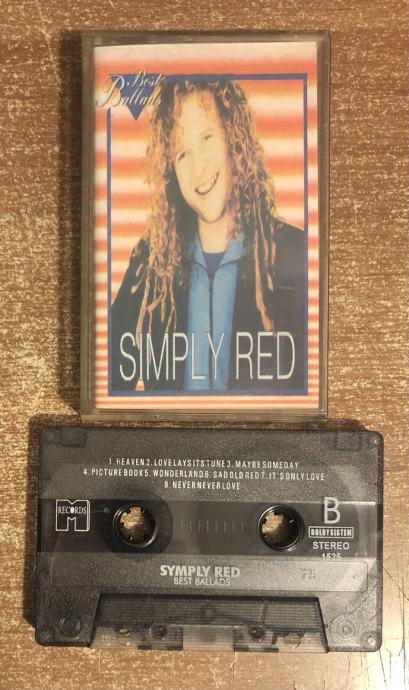 Best
Ballads
SIMPLY RED
1. HEAVEN 2. LOVE LAYS ITS TUNE 3. MAYBE SOMEDAY
4. PICTURE BOOK 5. WONDERLAND 6. SAD OLD RED 7. IT'S ONLY LOVE
8. NEVER NEVER LOVE
M RECORDS
B
DOLBY SISTEM
STEREO
1525
SYMPLY RED
BEST BALLADS